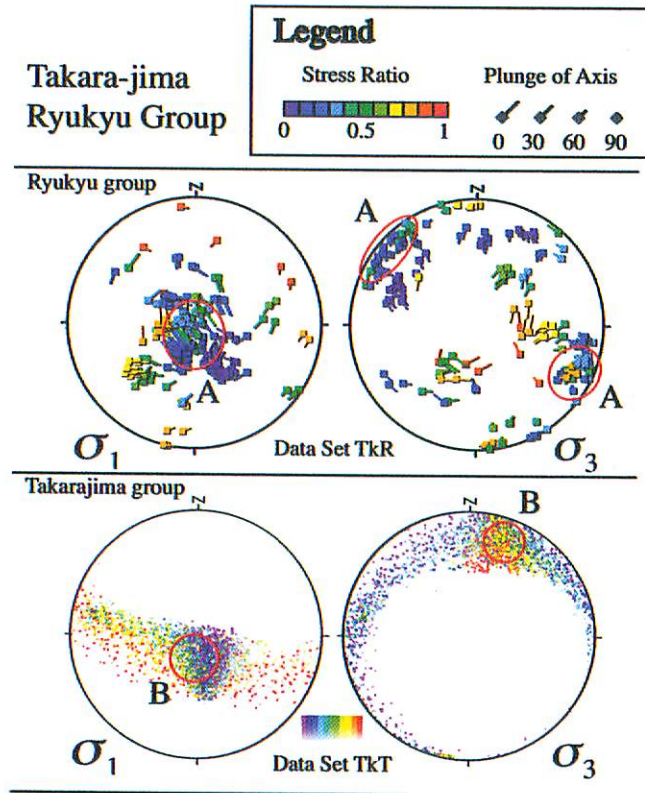 Takara-jima
Ryukyu Group
Legend
Stress Ratio
0 0.5 1
Plunge of Axis
0 30 60 90
Ryukyu group
N
N
A
A
A
σ1
Data Set TkR
σ3
Takarajima group
N
N
B
B
σ1
Data Set TkT
σ3